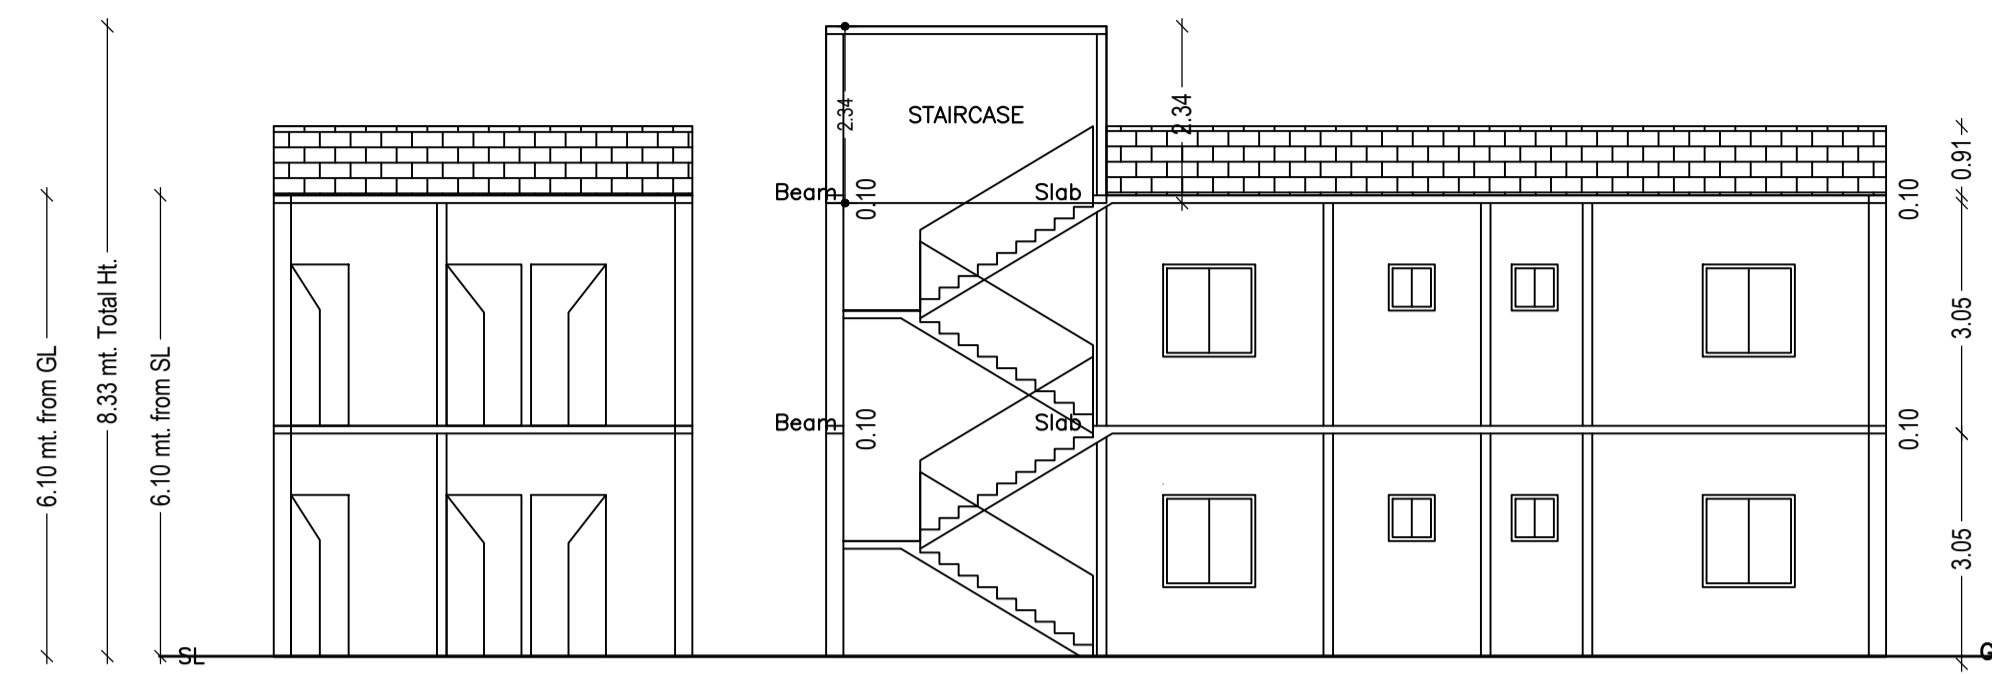 6.10 mt. from GL
8.33 mt. Total Ht.
6.10 mt. from SL
SL
STAIRCASE
2.34
2.34
Beam
0.10
Slab
Beam
0.10
Slab
0.10
0.10
0.91
3.05
3.05
G